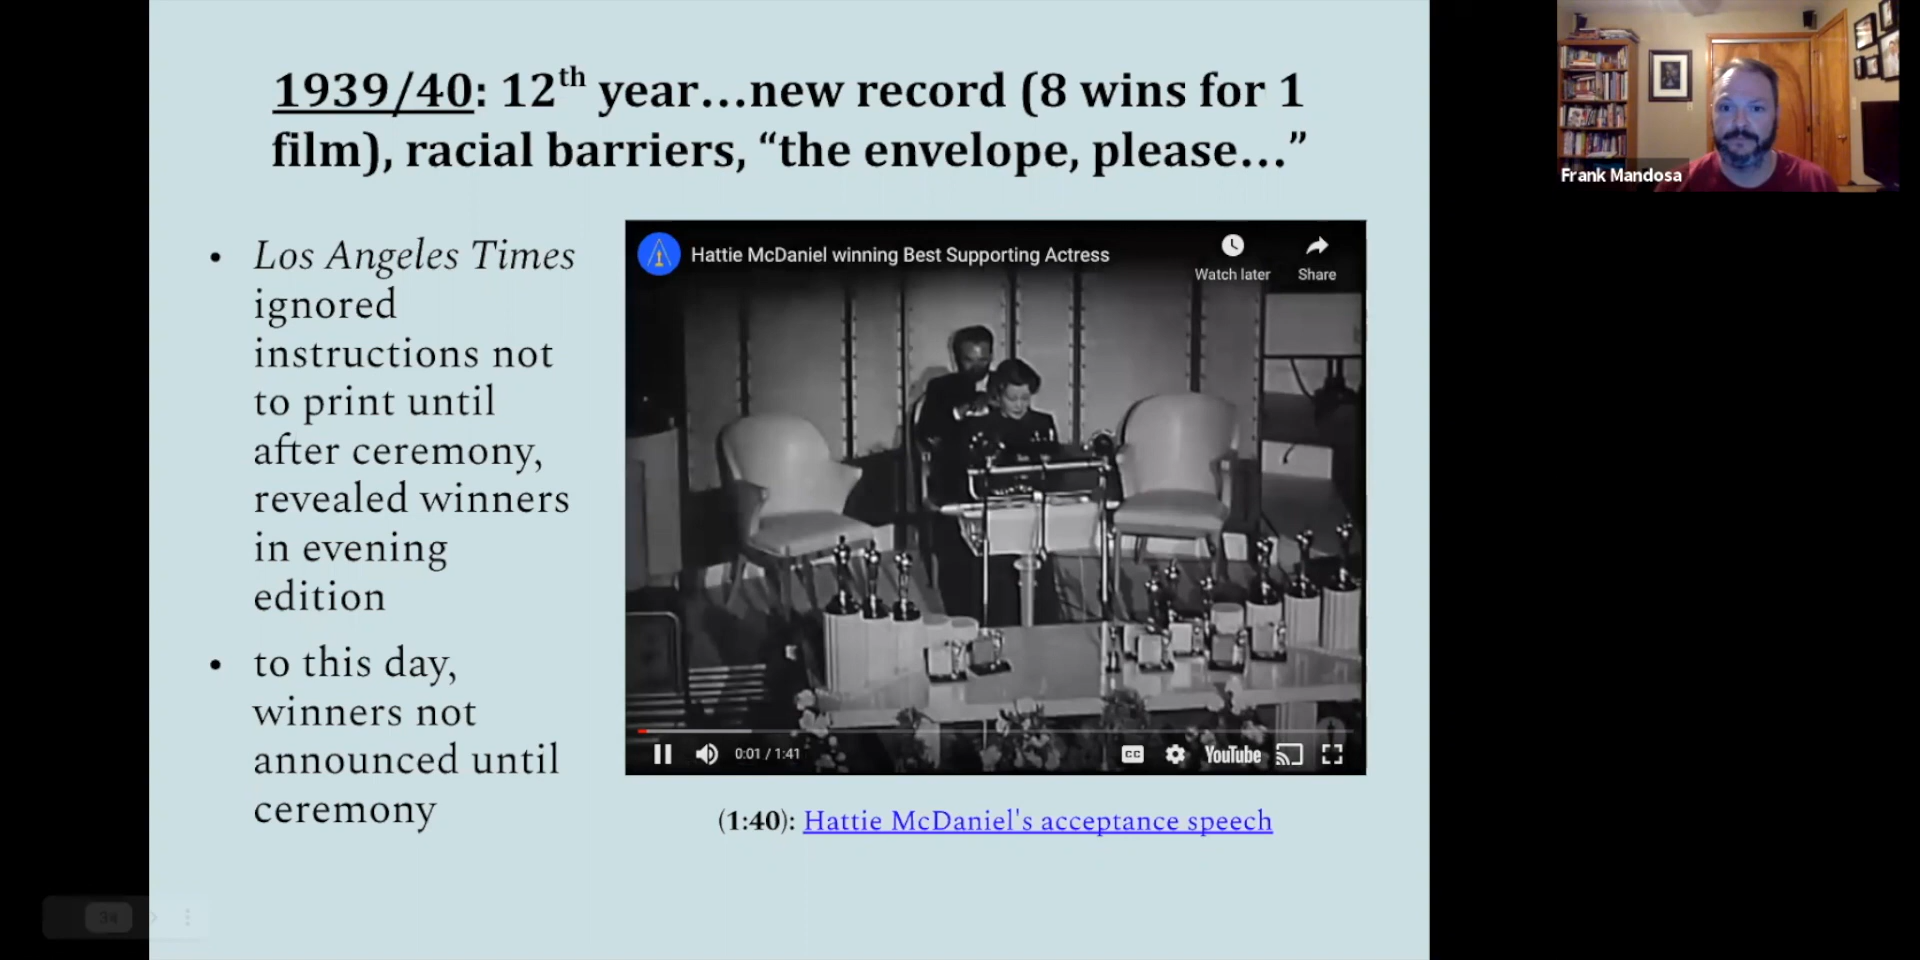 1939/40: 12th year...new record (8 wins for 1
film), racial barriers, “the envelope, please...”
• Los Angeles Times
ignored
instructions not
to print until
after ceremony,
revealed winners
in evening
edition
• to this day,
winners not
announced until
ceremony
Hattie McDaniel winning Best Supporting Actress
Watch later
Share
0:01 / 1:41
CC
YouTube
(1:40): Hattie McDaniel's acceptance speech
Frank Mandosa